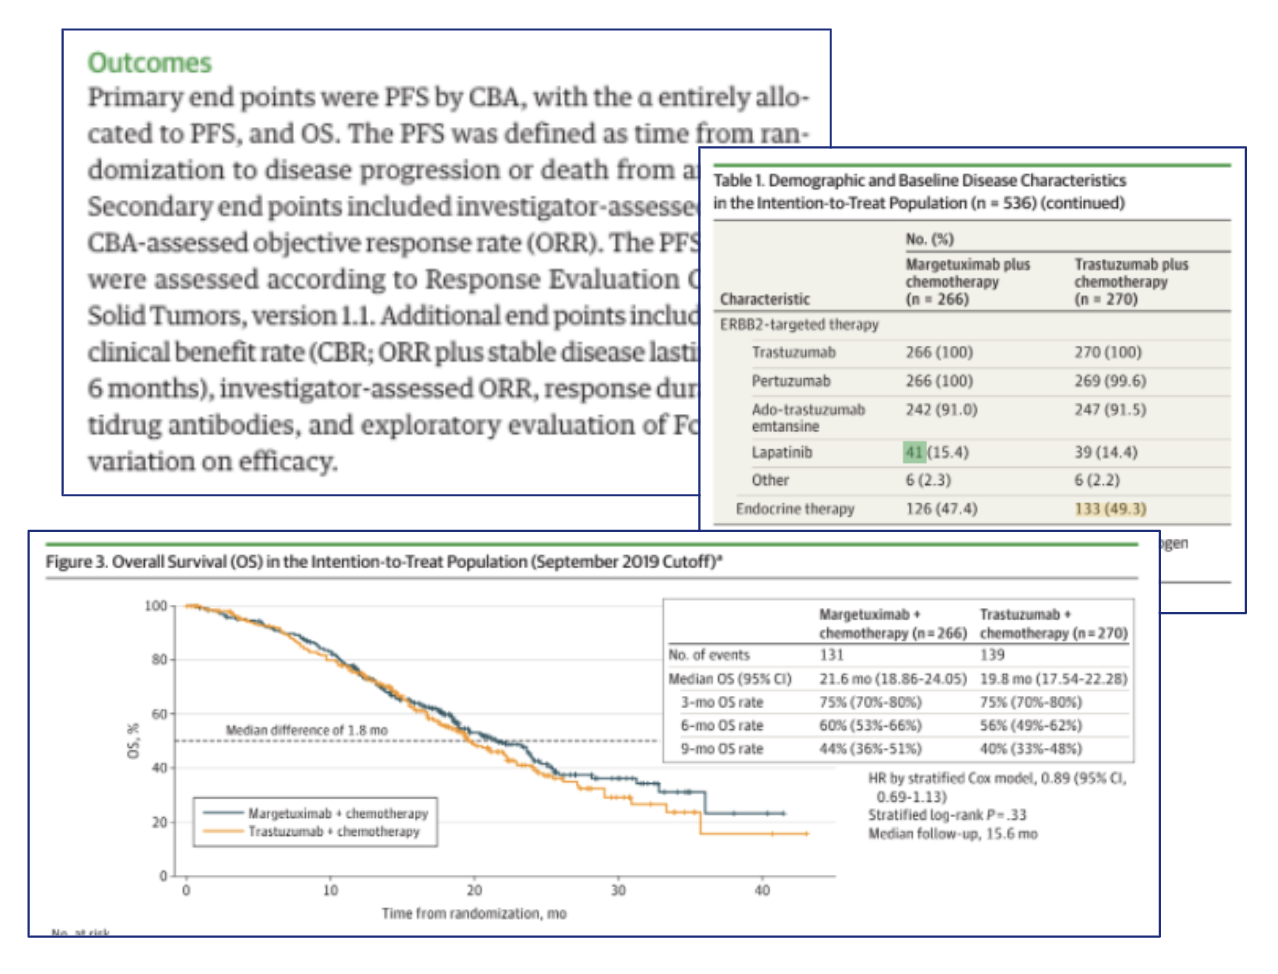 Outcomes
Primary end points were PFS by CBA, with the α entirely allo-
cated to PFS, and OS. The PFS was defined as time from ran-
domization to disease progression or death from
Secondary end points included investigator-assesse
CBA-assessed objective response rate (ORR). The PFS
were assessed according to Response Evaluation
Solid Tumors, version 1.1. Additional end points includ
clinical benefit rate (CBR; ORR plus stable disease lasti
6 months), investigator-assessed ORR, response dur
tidrug antibodies, and exploratory evaluation of Fc
variation on efficacy.
Table 1. Demographic and Baseline Disease Characteristics
in the Intention-to-Treat Population (n = 536) (continued)
No. (%)
Margetuximab plus Trastuzumab plus
chemotherapy chemotherapy
Characteristic (n = 266) (n = 270)
ERBB2-targeted therapy
Trastuzumab 266 (100) 270 (100)
Pertuzumab 266 (100) 269 (99.6)
Ado-trastuzumab 242 (91.0) 247 (91.5)
emtansine
Lapatinib 41 (15.4) 39 (14.4)
Other 6 (2.3) 6 (2.2)
Endocrine therapy 126 (47.4) 133 (49.3)
ogen
Figure 3. Overall Survival (OS) in the Intention-to-Treat Population (September 2019 Cutoff)ª
Margetuximab + Trastuzumab +
chemotherapy (n=266) chemotherapy (n=270)
No. of events 131 139
Median OS (95% CI) 21.6 mo (18.86-24.05) 19.8 mo (17.54-22.28)
3-mo OS rate 75% (70%-80%) 75% (70%-80%)
6-mo OS rate 60% (53%-66%) 56% (49%-62%)
9-mo OS rate 44% (36%-51%) 40% (33%-48%)
HR by stratified Cox model, 0.89 (95% CI,
0.69-1.13)
Stratified log-rank P=.33
Median follow-up, 15.6 mo
OS, %
100
80
60
40
20
0
Median difference of 1.8 mo
Margetuximab + chemotherapy
Trastuzumab + chemotherapy
0 10 20 30 40
Time from randomization, mo
No. at risk